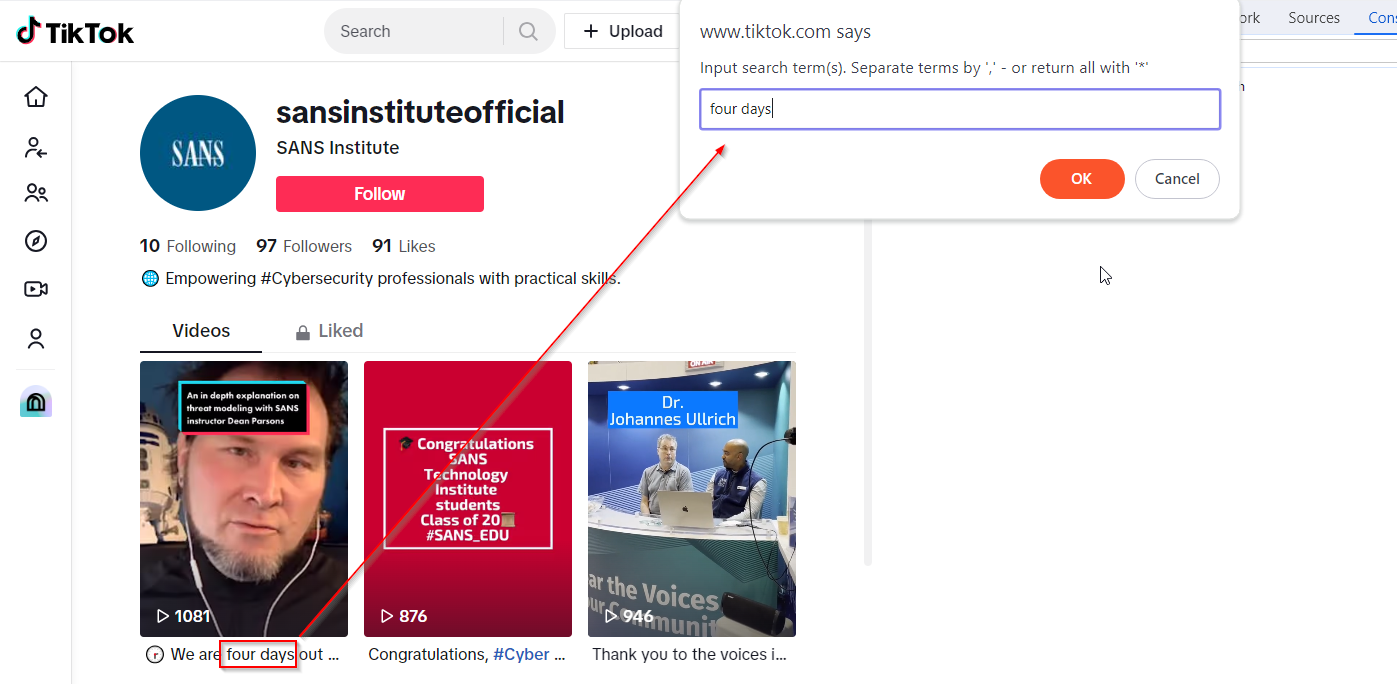 TikTok
Search
+ Upload
www.tiktok.com says
Input search term(s). Separate terms by ',' - or return all with '*'
four days
OK
Cancel
ork
Sources
Cons
n
SANS
sansinstituteofficial
SANS Institute
Follow
10 Following 97 Followers 91 Likes
🌐 Empowering #Cybersecurity professionals with practical skills.
Videos
Liked
An in depth explanation on
threat modeling with SANS
instructor Dean Parsons
1081
We are four days out ...
🎓 Congratulations
SANS
Technology
Institute
students
Class of 20
#SANS_EDU
876
Congratulations, #Cyber ...
ON AIR
Dr.
Johannes Ullrich
ar the Voices
ur Communit
946
Thank you to the voices i...